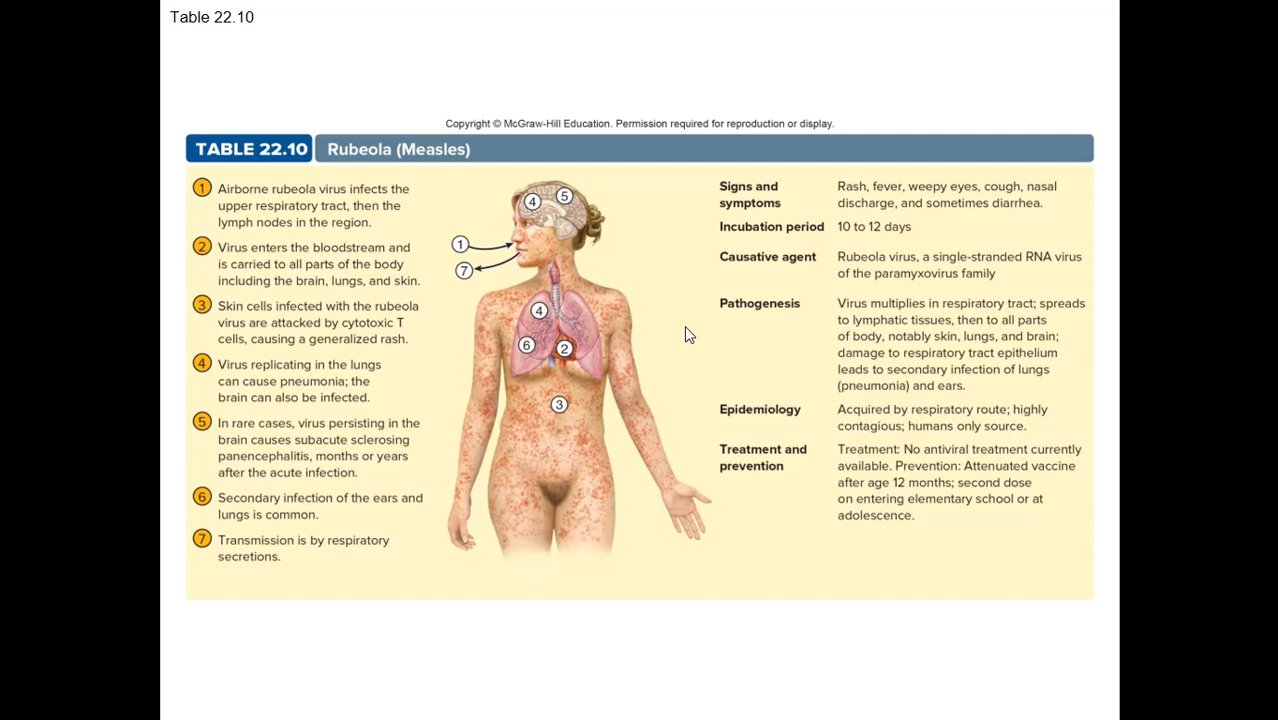 Table 22.10
Copyright © McGraw-Hill Education. Permission required for reproduction or display.
TABLE 22.10 Rubeola (Measles)
1 Airborne rubeola virus infects the
upper respiratory tract, then the
lymph nodes in the region.
2 Virus enters the bloodstream and
is carried to all parts of the body
including the brain, lungs, and skin.
3 Skin cells infected with the rubeola
virus are attacked by cytotoxic T
cells, causing a generalized rash.
4 Virus replicating in the lungs
can cause pneumonia; the
brain can also be infected.
5 In rare cases, virus persisting in the
brain causes subacute sclerosing
panencephalitis, months or years
after the acute infection.
6 Secondary infection of the ears and
lungs is common.
7 Transmission is by respiratory
secretions.
4 5
1
7
4
6 2
3
Signs and
symptoms
Rash, fever, weepy eyes, cough, nasal
discharge, and sometimes diarrhea.
Incubation period 10 to 12 days
Causative agent Rubeola virus, a single-stranded RNA virus
of the paramyxovirus family
Pathogenesis Virus multiplies in respiratory tract; spreads
to lymphatic tissues, then to all parts
of body, notably skin, lungs, and brain;
damage to respiratory tract epithelium
leads to secondary infection of lungs
(pneumonia) and ears.
Epidemiology Acquired by respiratory route; highly
contagious; humans only source.
Treatment and
prevention
Treatment: No antiviral treatment currently
available. Prevention: Attenuated vaccine
after age 12 months; second dose
on entering elementary school or at
adolescence.